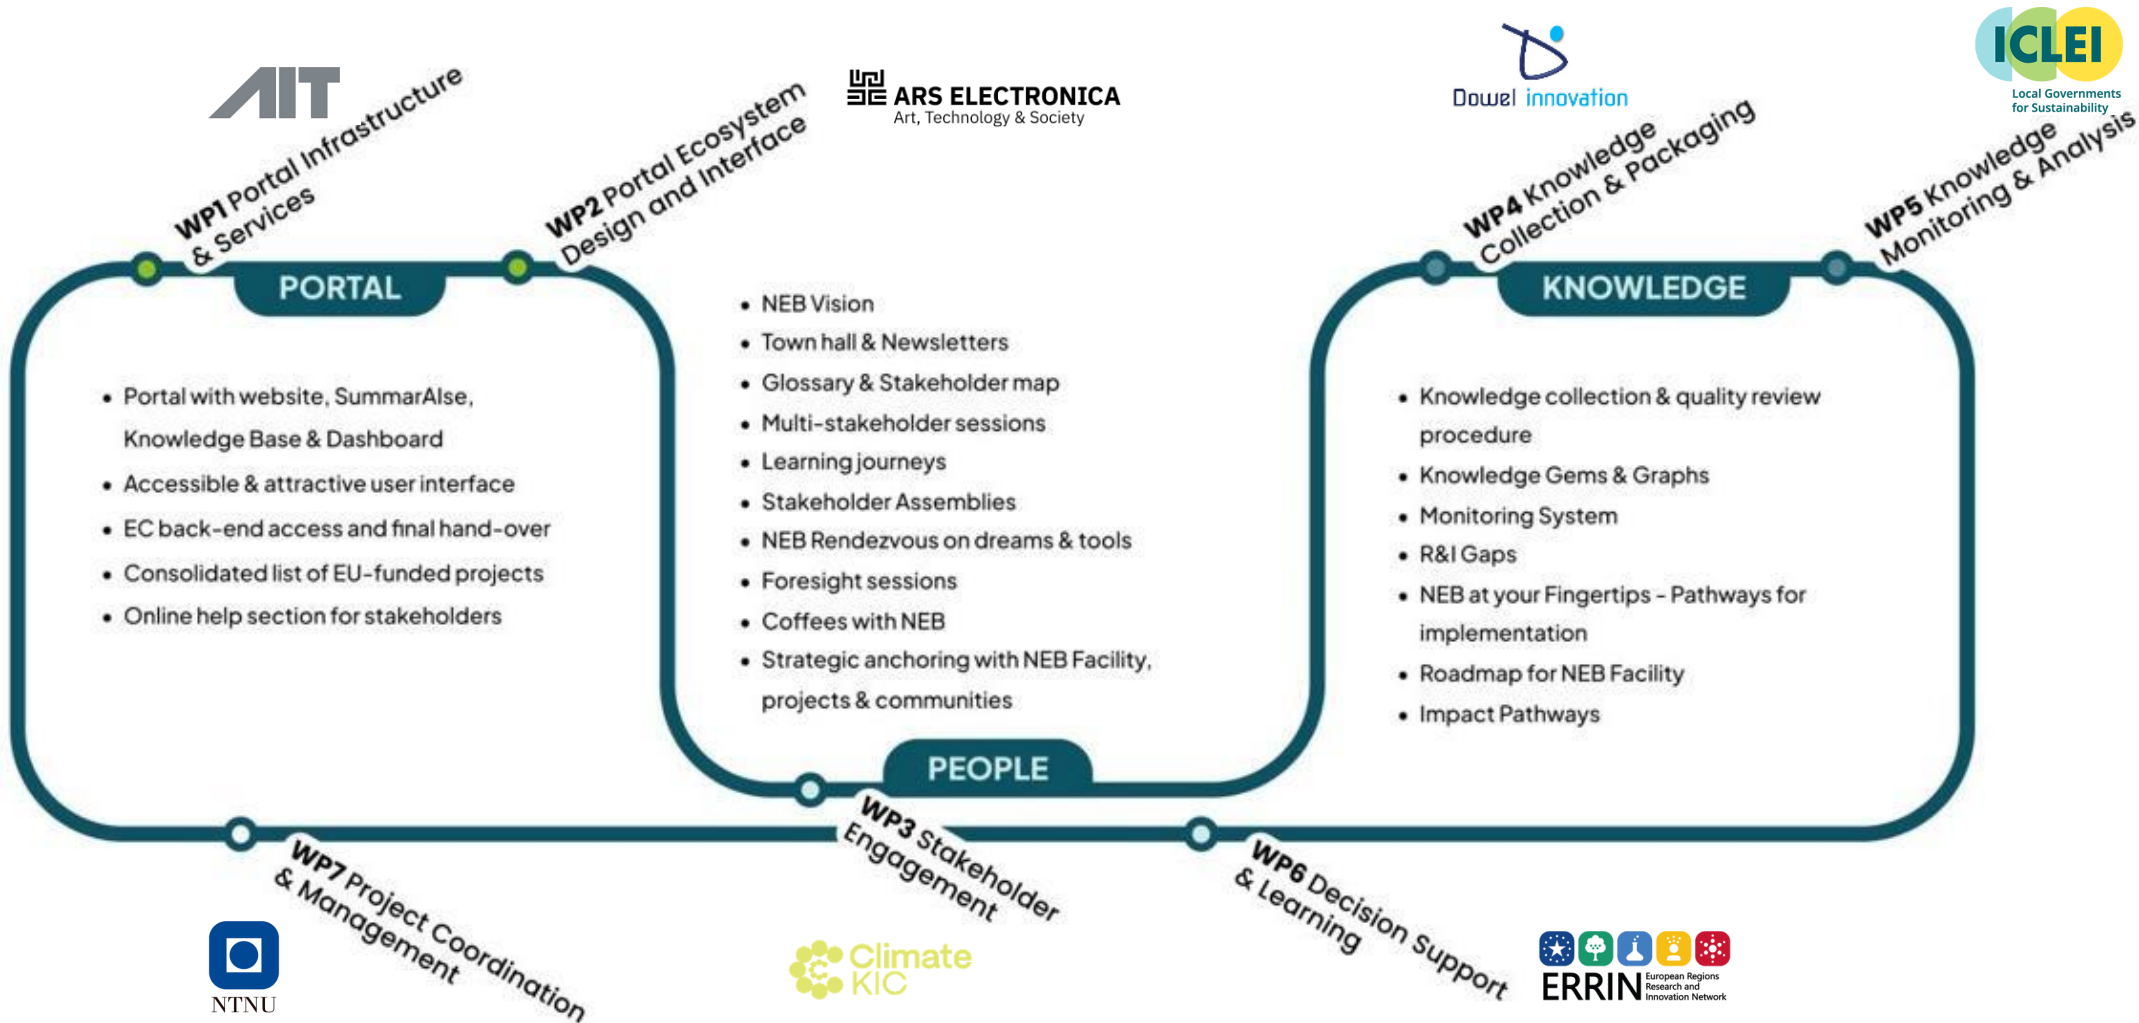 AIT
WP1 Portal Infrastructure
& Services
WP2 Portal Ecosystem
Design and Interface
ARS ELECTRONICA
Art, Technology & Society
Dowel innovation
WP4 Knowledge
Collection & Packaging
ICLEI
Local Governments
for Sustainability
WP5 Knowledge
Monitoring & Analysis
PORTAL
• Portal with website, SummarAIse,
Knowledge Base & Dashboard
• Accessible & attractive user interface
• EC back-end access and final hand-over
• Consolidated list of EU-funded projects
• Online help section for stakeholders
• NEB Vision
• Town hall & Newsletters
• Glossary & Stakeholder map
• Multi-stakeholder sessions
• Learning journeys
• Stakeholder Assemblies
• NEB Rendezvous on dreams & tools
• Foresight sessions
• Coffees with NEB
• Strategic anchoring with NEB Facility,
projects & communities
PEOPLE
KNOWLEDGE
• Knowledge collection & quality review
procedure
• Knowledge Gems & Graphs
• Monitoring System
• R&I Gaps
• NEB at your Fingertips - Pathways for
implementation
• Roadmap for NEB Facility
• Impact Pathways
WP7 Project Coordination
& Management
NTNU
WP3 Stakeholder
Engagement
Climate
KIC
WP6 Decision Support
& Learning
ERRIN
European Regions
Research and
Innovation Network